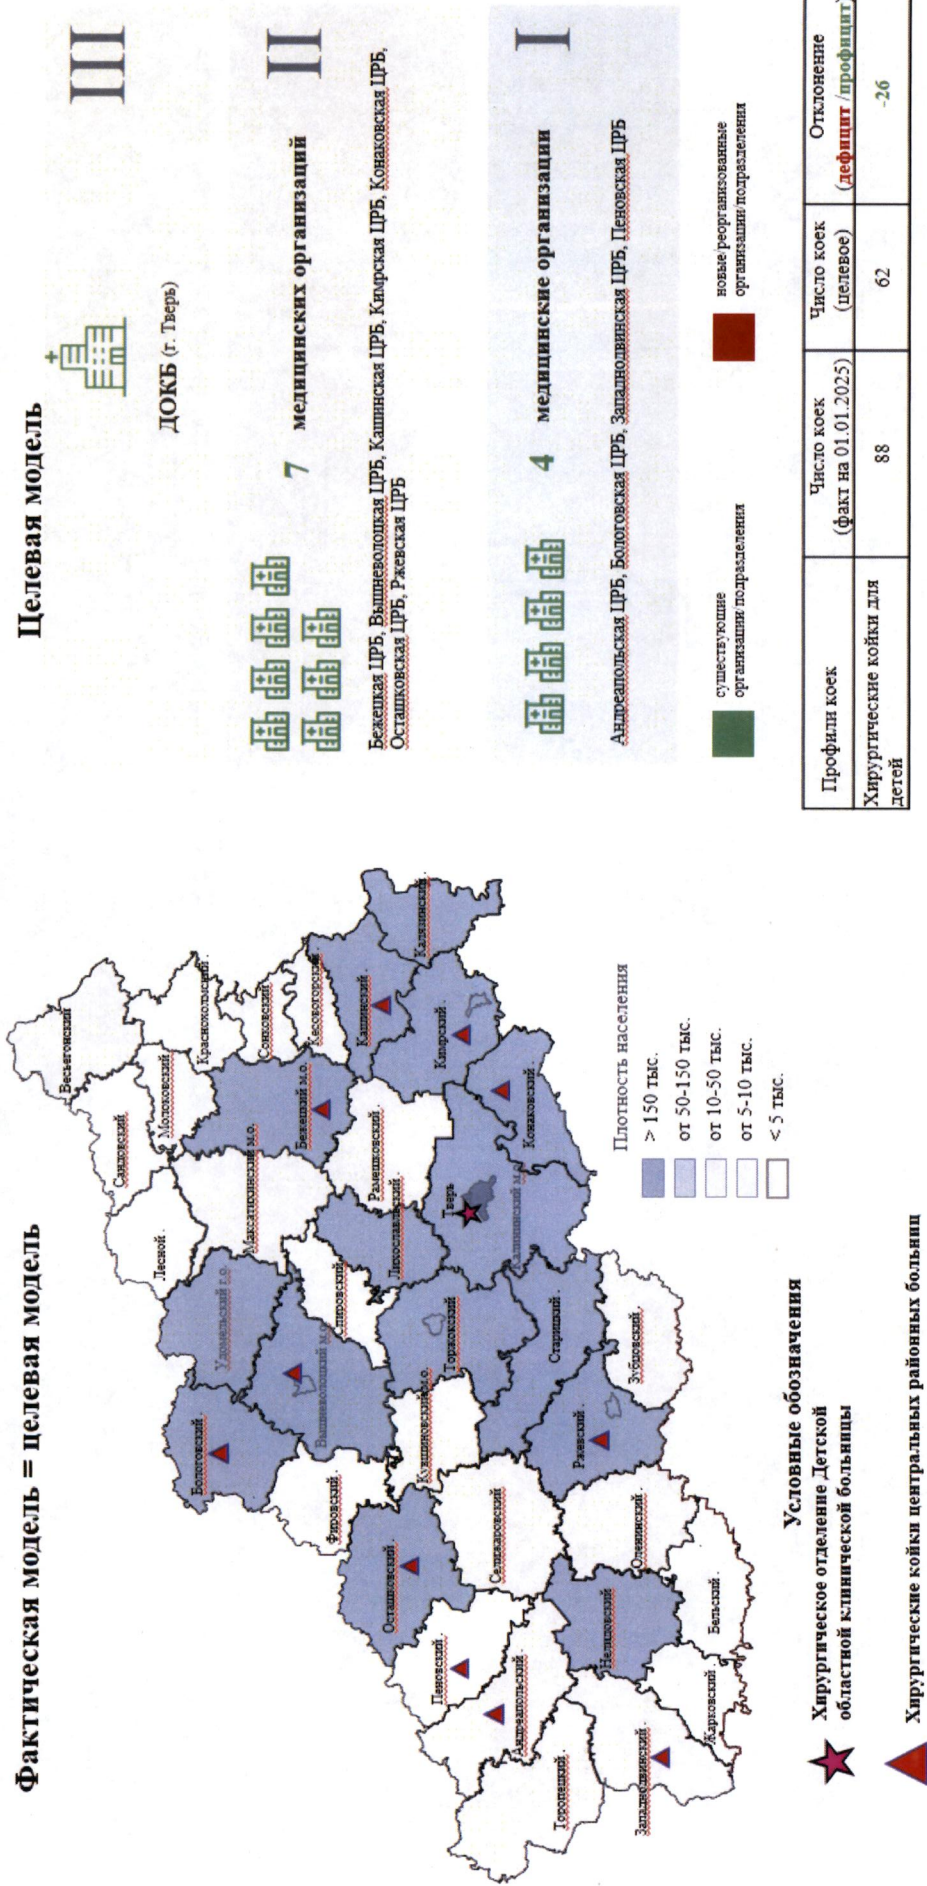 Фактическая модель = целевая модель
Весьегонский
Сандовский
Молоковский
Краснохолмский .
Лесной .
Сонковский
Кесовогорский .
Максатихинский м.о.
Бежецкий м.о.
Кашинский .
Калязинский .
Удомельский г.о.
Бологовский .
Вышневолоцкий м.о.
Спировский
Рамешковский
Кимрский .
Лихославльский
Фировский .
Тверь
Конаковский .
Калининский м.о.
Торжокский
Кувшиновский м.о.
Осташковский .
Старицкий .
Селижаровский
Ржевский .
Зубцовский .
Пеновский .
Андреапольский .
Оленинский .
Нелидовский
Торопецкий .
Западнодвинский .
Жарковский .
Бельский .
Плотность населения
> 150 тыс.
от 50-150 тыс.
от 10-50 тыс.
от 5-10 тыс.
< 5 тыс.
Условные обозначения
Хирургическое отделение Детской
областной клинической больницы
Хирургические койки центральных районных больниц
Целевая модель
III
ДОКБ (г. Тверь)
II
7 медицинских организаций
Бежецкая ЦРБ, Вышневолоцкая ЦРБ, Кашинская ЦРБ, Кимрская ЦРБ, Конаковская ЦРБ,
Осташковская ЦРБ, Ржевская ЦРБ
I
4 медицинские организации
Андреапольская ЦРБ, Бологовская ЦРБ, Западнодвинская ЦРБ, Пеновская ЦРБ
существующие
организации/подразделения
новые/реорганизованные
организации/подразделения
Профили коек
Число коек
(факт на 01.01.2025)
Число коек
(целевое)
Отклонение
(дефицит /профицит)
Хирургические койки для
детей
88
62
-26